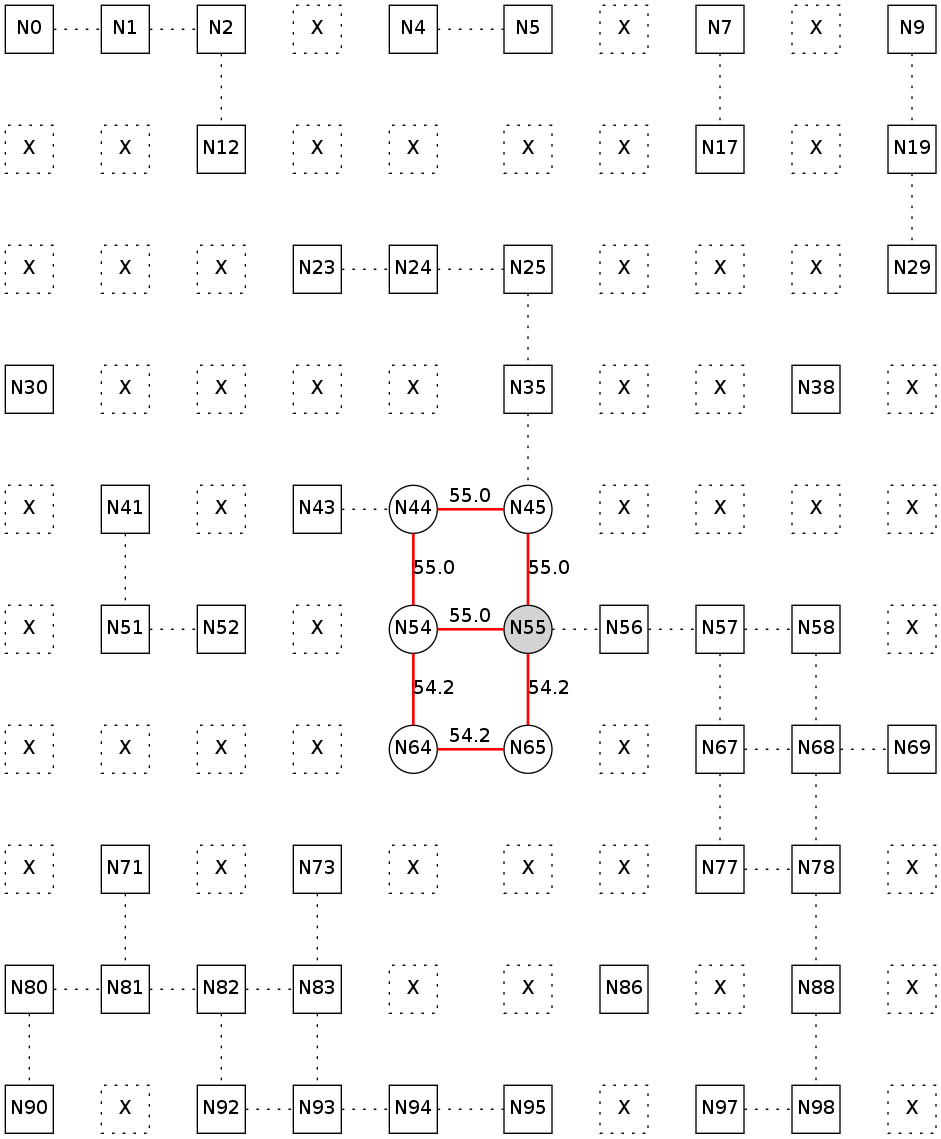 N0 N1 N2 X N4 N5 X N7 X N9
X X N12 X X X X N17 X N19
X X X N23 N24 N25 X X X N29
N30 X X X X N35 X X N38 X
55.0
X N41 X N43 N44 N45 X X X X
55.0 55.0
55.0
X N51 N52 X N54 N55 N56 N57 N58 X
54.2 54.2
54.2
X X X X N64 N65 X N67 N68 N69
X N71 X N73 X X X N77 N78 X
N80 N81 N82 N83 X X N86 X N88 X
N90 X N92 N93 N94 N95 X N97 N98 X